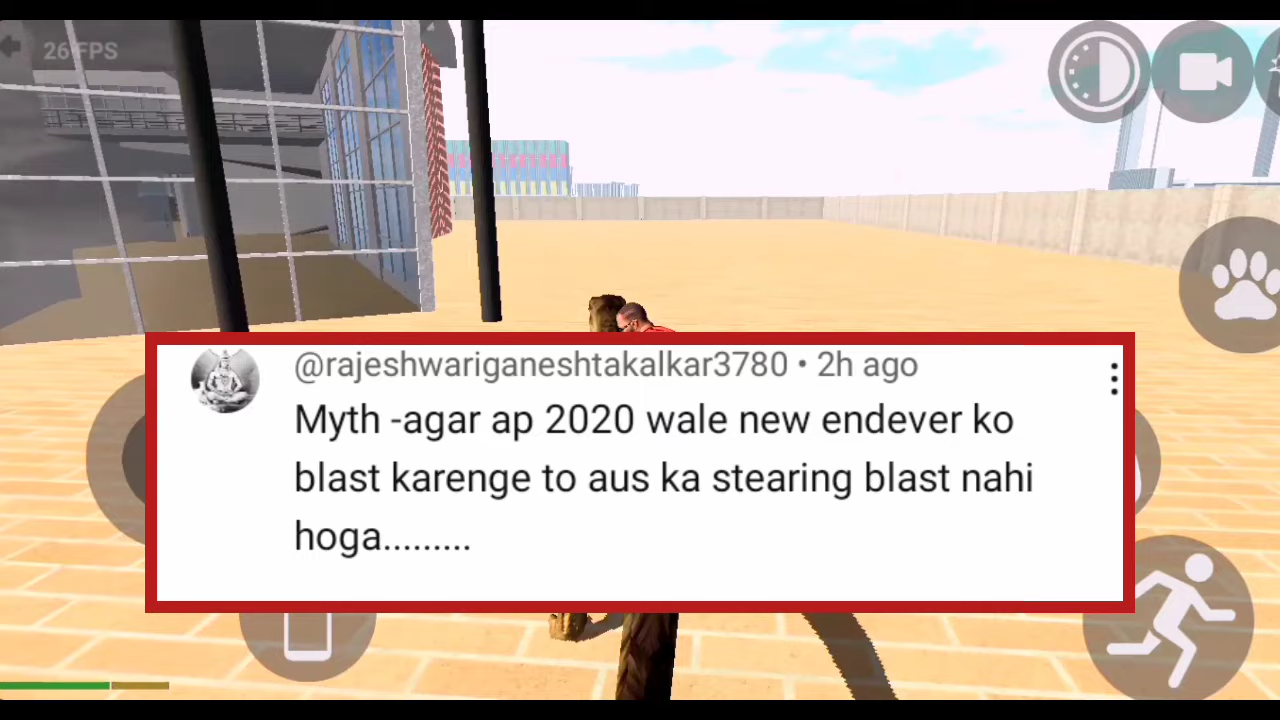 26 FPS
@rajeshwariganeshtakalkar3780 • 2h ago
Myth -agar ap 2020 wale new endever ko
blast karenge to aus ka stearing blast nahi
hoga.........